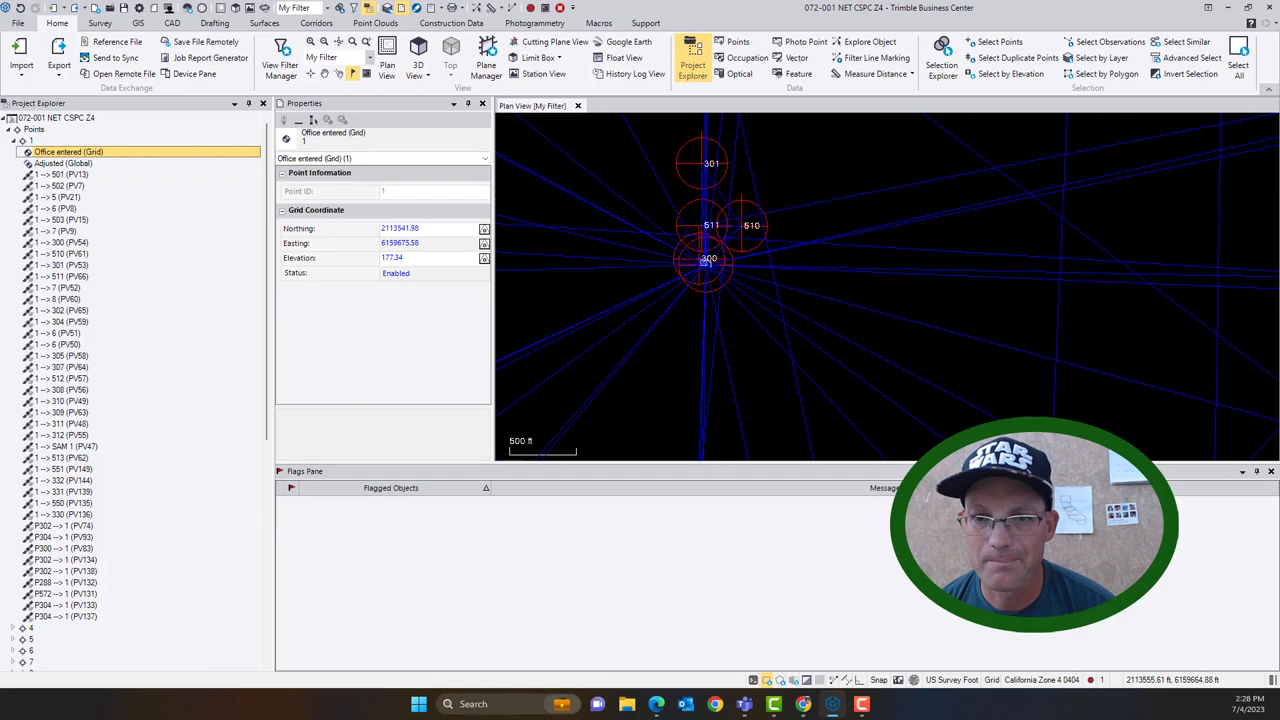 My Filter
072-001 NET CSPC Z4 - Trimble Business Center
File Home Survey GIS CAD Drafting Surfaces Corridors Point Clouds Construction Data Photogrammetry Macros Support
Import
Export
Reference File
Send to Sync
Open Remote File
Save File Remotely
Job Report Generator
Device Pane
Data Exchange
View Filter Manager
My Filter
Plan View
3D View
Top
Plane Manager
Cutting Plane View
Limit Box
Station View
Google Earth
Float View
History Log View
View
Project Explorer
Points
Occupation
Optical
Photo Point
Vector
Feature
Explore Object
Filter Line Marking
Measure Distance
Data
Selection Explorer
Select Points
Select Duplicate Points
Select by Elevation
Select Observations
Select by Layer
Select by Polygon
Select Similar
Advanced Select
Invert Selection
Select All
Selection
Project Explorer
072-001 NET CSPC Z4
Points
1
Office entered (Grid)
Adjusted (Global)
1 --> 501 (PV13)
1 --> 502 (PV7)
1 --> 5 (PV21)
1 --> 6 (PV8)
1 --> 503 (PV15)
1 --> 7 (PV9)
1 --> 300 (PV54)
1 --> 510 (PV61)
1 --> 301 (PV53)
1 --> 511 (PV66)
1 --> 7 (PV52)
1 --> 8 (PV60)
1 --> 302 (PV65)
1 --> 304 (PV59)
1 --> 6 (PV51)
1 --> 6 (PV50)
1 --> 305 (PV58)
1 --> 307 (PV64)
1 --> 512 (PV57)
1 --> 308 (PV56)
1 --> 310 (PV49)
1 --> 309 (PV63)
1 --> 311 (PV48)
1 --> 312 (PV55)
1 --> SAM 1 (PV47)
1 --> 513 (PV62)
1 --> 551 (PV149)
1 --> 332 (PV144)
1 --> 331 (PV139)
1 --> 550 (PV135)
1 --> 330 (PV136)
P302 --> 1 (PV74)
P304 --> 1 (PV93)
P300 --> 1 (PV83)
P302 --> 1 (PV134)
P302 --> 1 (PV138)
P288 --> 1 (PV132)
P572 --> 1 (PV131)
P304 --> 1 (PV133)
P304 --> 1 (PV137)
4
5
6
7
Properties
Office entered (Grid)
1
Office entered (Grid) (1)
Point Information
Point ID: 1
Grid Coordinate
Northing: 2113541.98
Easting: 6159675.58
Elevation: 177.34
Status: Enabled
Plan View [My Filter]
301
511
510
300
1
500 ft
Flags Pane
Flagged Objects
STAR
WARS
Snap US Survey Foot Grid California Zone 4 0404 1 2113555.61 ft, 6159664.88 ft
Search
2:28 PM
7/4/2023